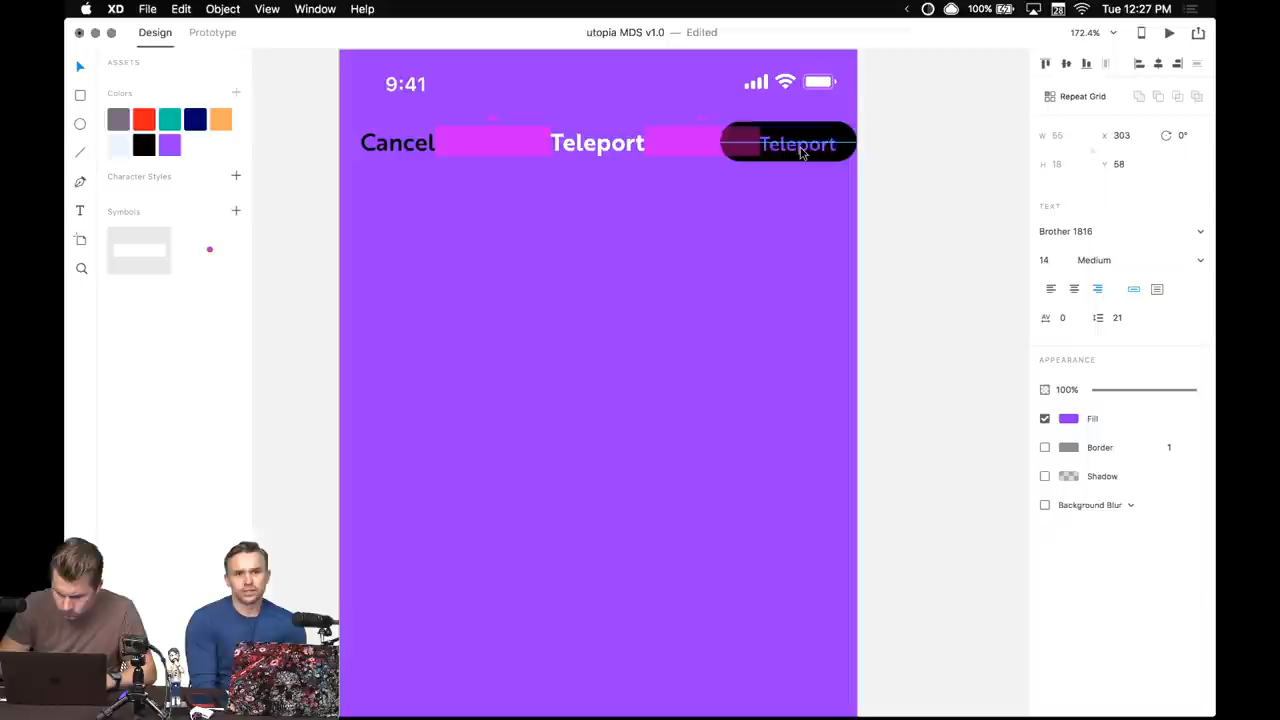 XD File Edit Object View Window Help 100% 28 Tue 12:27 PM
Design Prototype utopia MDS v1.0 — Edited 172.4%
ASSETS
Colors
Character Styles
Symbols
9:41
Cancel Teleport Teleport
Repeat Grid
W 55 X 303 0°
H 18 Y 58
TEXT
Brother 1816
14 Medium
AV 0 21
APPEARANCE
100%
Fill
Border 1
Shadow
Background Blur